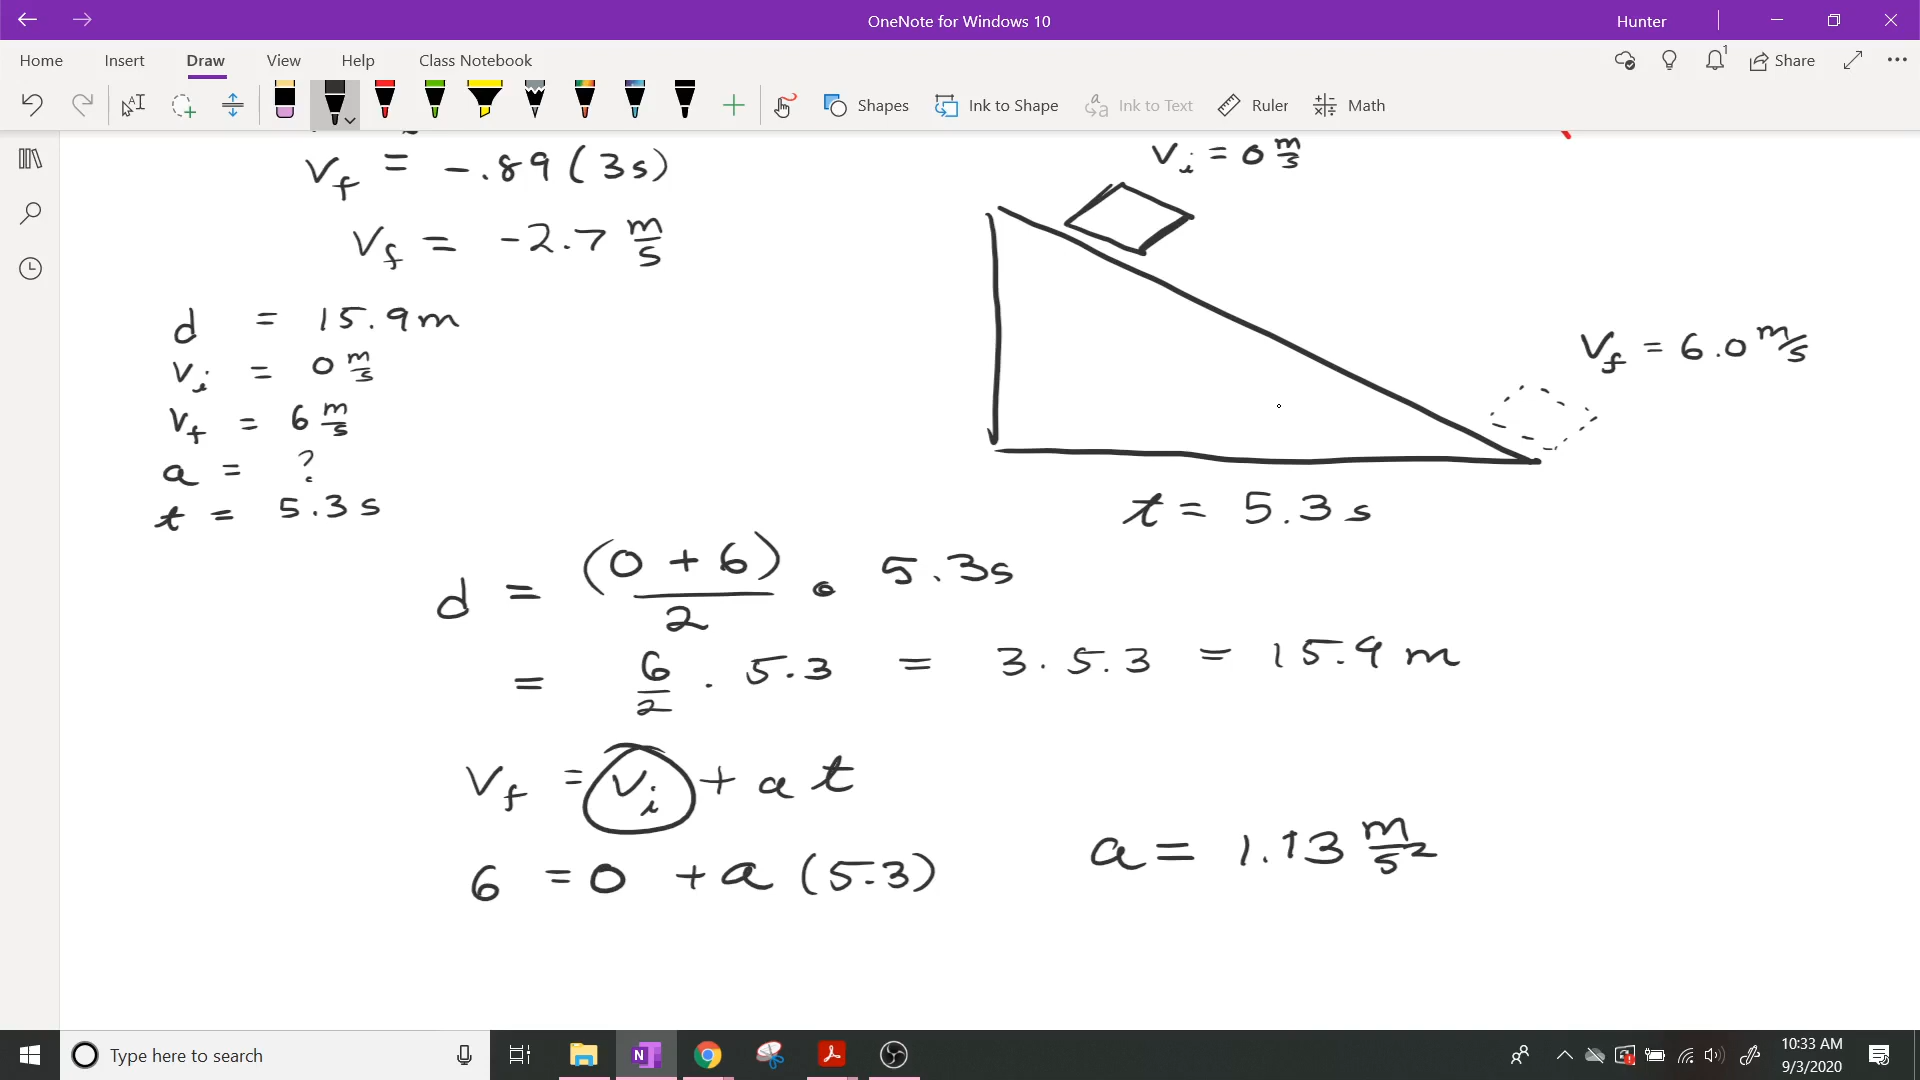 OneNote for Windows 10
Hunter
Home Insert Draw View Help Class Notebook
1
Share
Shapes Ink to Shape Ink to Text Ruler Math
vf = -.89 (3s)
vf = -2.7 m/s
vi = 0 m/s
d = 15.9 m
vi = 0 m/s
vf = 6 m/s
a = ?
t = 5.3 s
vf = 6.0 m/s
t = 5.3 s
d = (0 + 6)/2 • 5.3s
= 6/2 · 5.3 = 3 · 5.3 = 15.9 m
vf = vi + a t
6 = 0 + a (5.3)
a = 1.13 m/s²
Type here to search
10:33 AM
9/3/2020